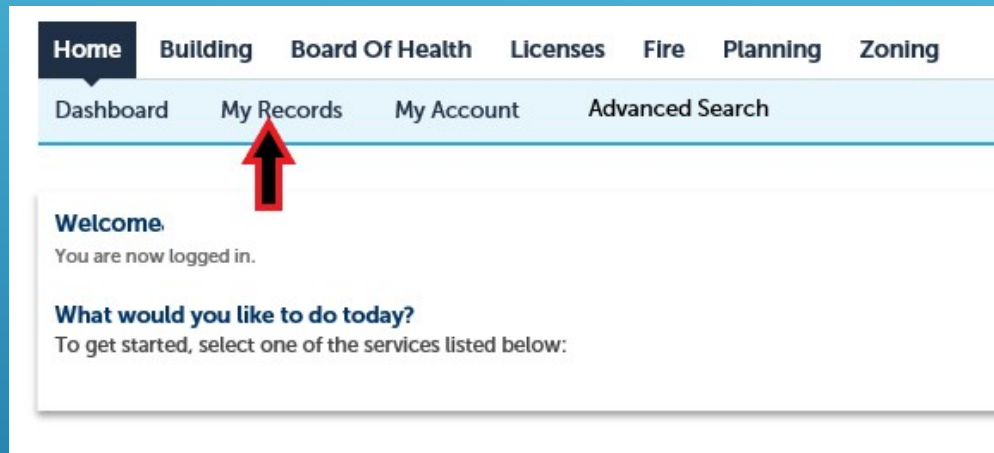 Home Building Board Of Health Licenses Fire Planning Zoning
Dashboard My Records My Account Advanced Search
Welcome
You are now logged in.
What would you like to do today?
To get started, select one of the services listed below: